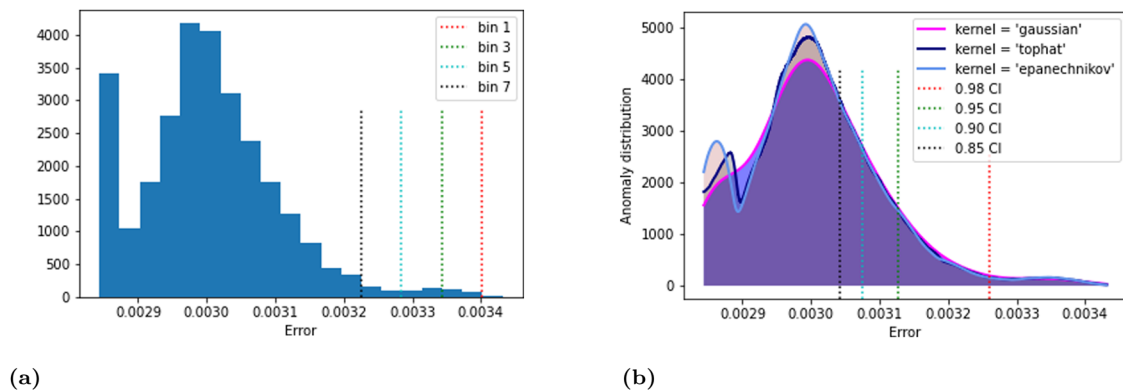 4000
3500
3000
2500
2000
1500
1000
500
0
0.0029 0.0030 0.0031 0.0032 0.0033 0.0034
Error
bin 1
bin 3
bin 5
bin 7
(a)
Anomaly distribution
5000
4000
3000
2000
1000
0
0.0029 0.0030 0.0031 0.0032 0.0033 0.0034
Error
kernel = 'gaussian'
kernel = 'tophat'
kernel = 'epanechnikov'
0.98 CI
0.95 CI
0.90 CI
0.85 CI
(b)